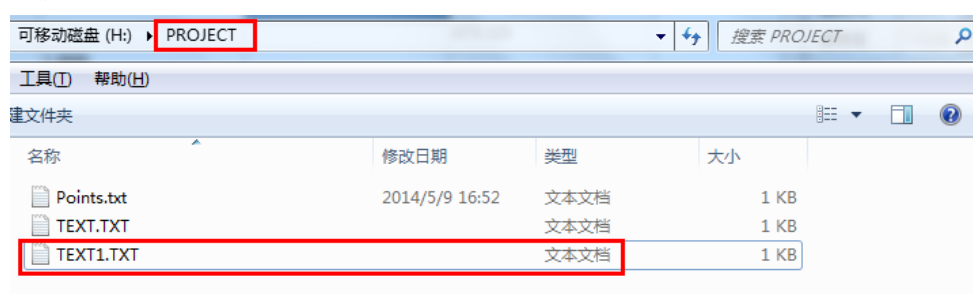 可移动磁盘 (H:) PROJECT 搜索 PROJECT
工具(T) 帮助(H)
建文件夹
名称 修改日期 类型 大小
Points.txt 2014/5/9 16:52 文本文档 1 KB
TEXT.TXT 文本文档 1 KB
TEXT1.TXT 文本文档 1 KB